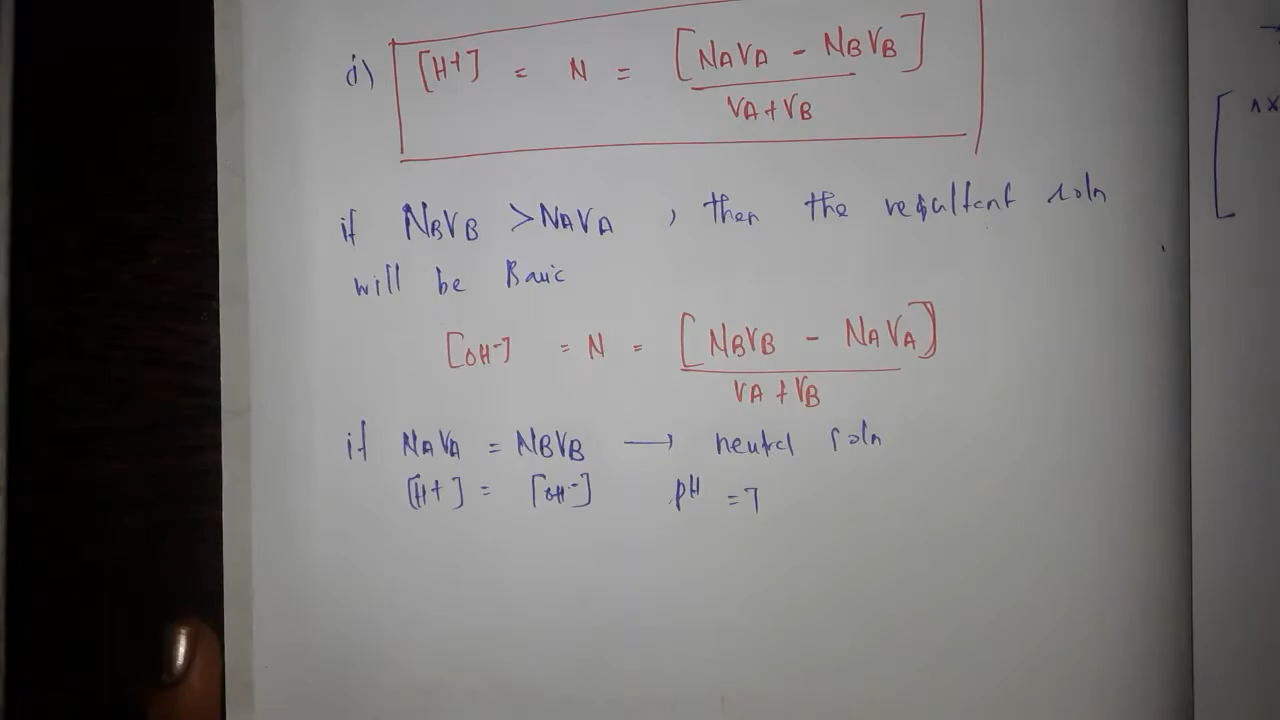 i) [H+] = N = [NAVA - NBVB]
VA+VB
if NBVB > NAVA , then the resultant soln
will be Basic
[OH-] = N = [NBVB - NAVA]
VA + VB
if NAVA = NBVB → neutral soln
[H+] = [OH-] pH = 7